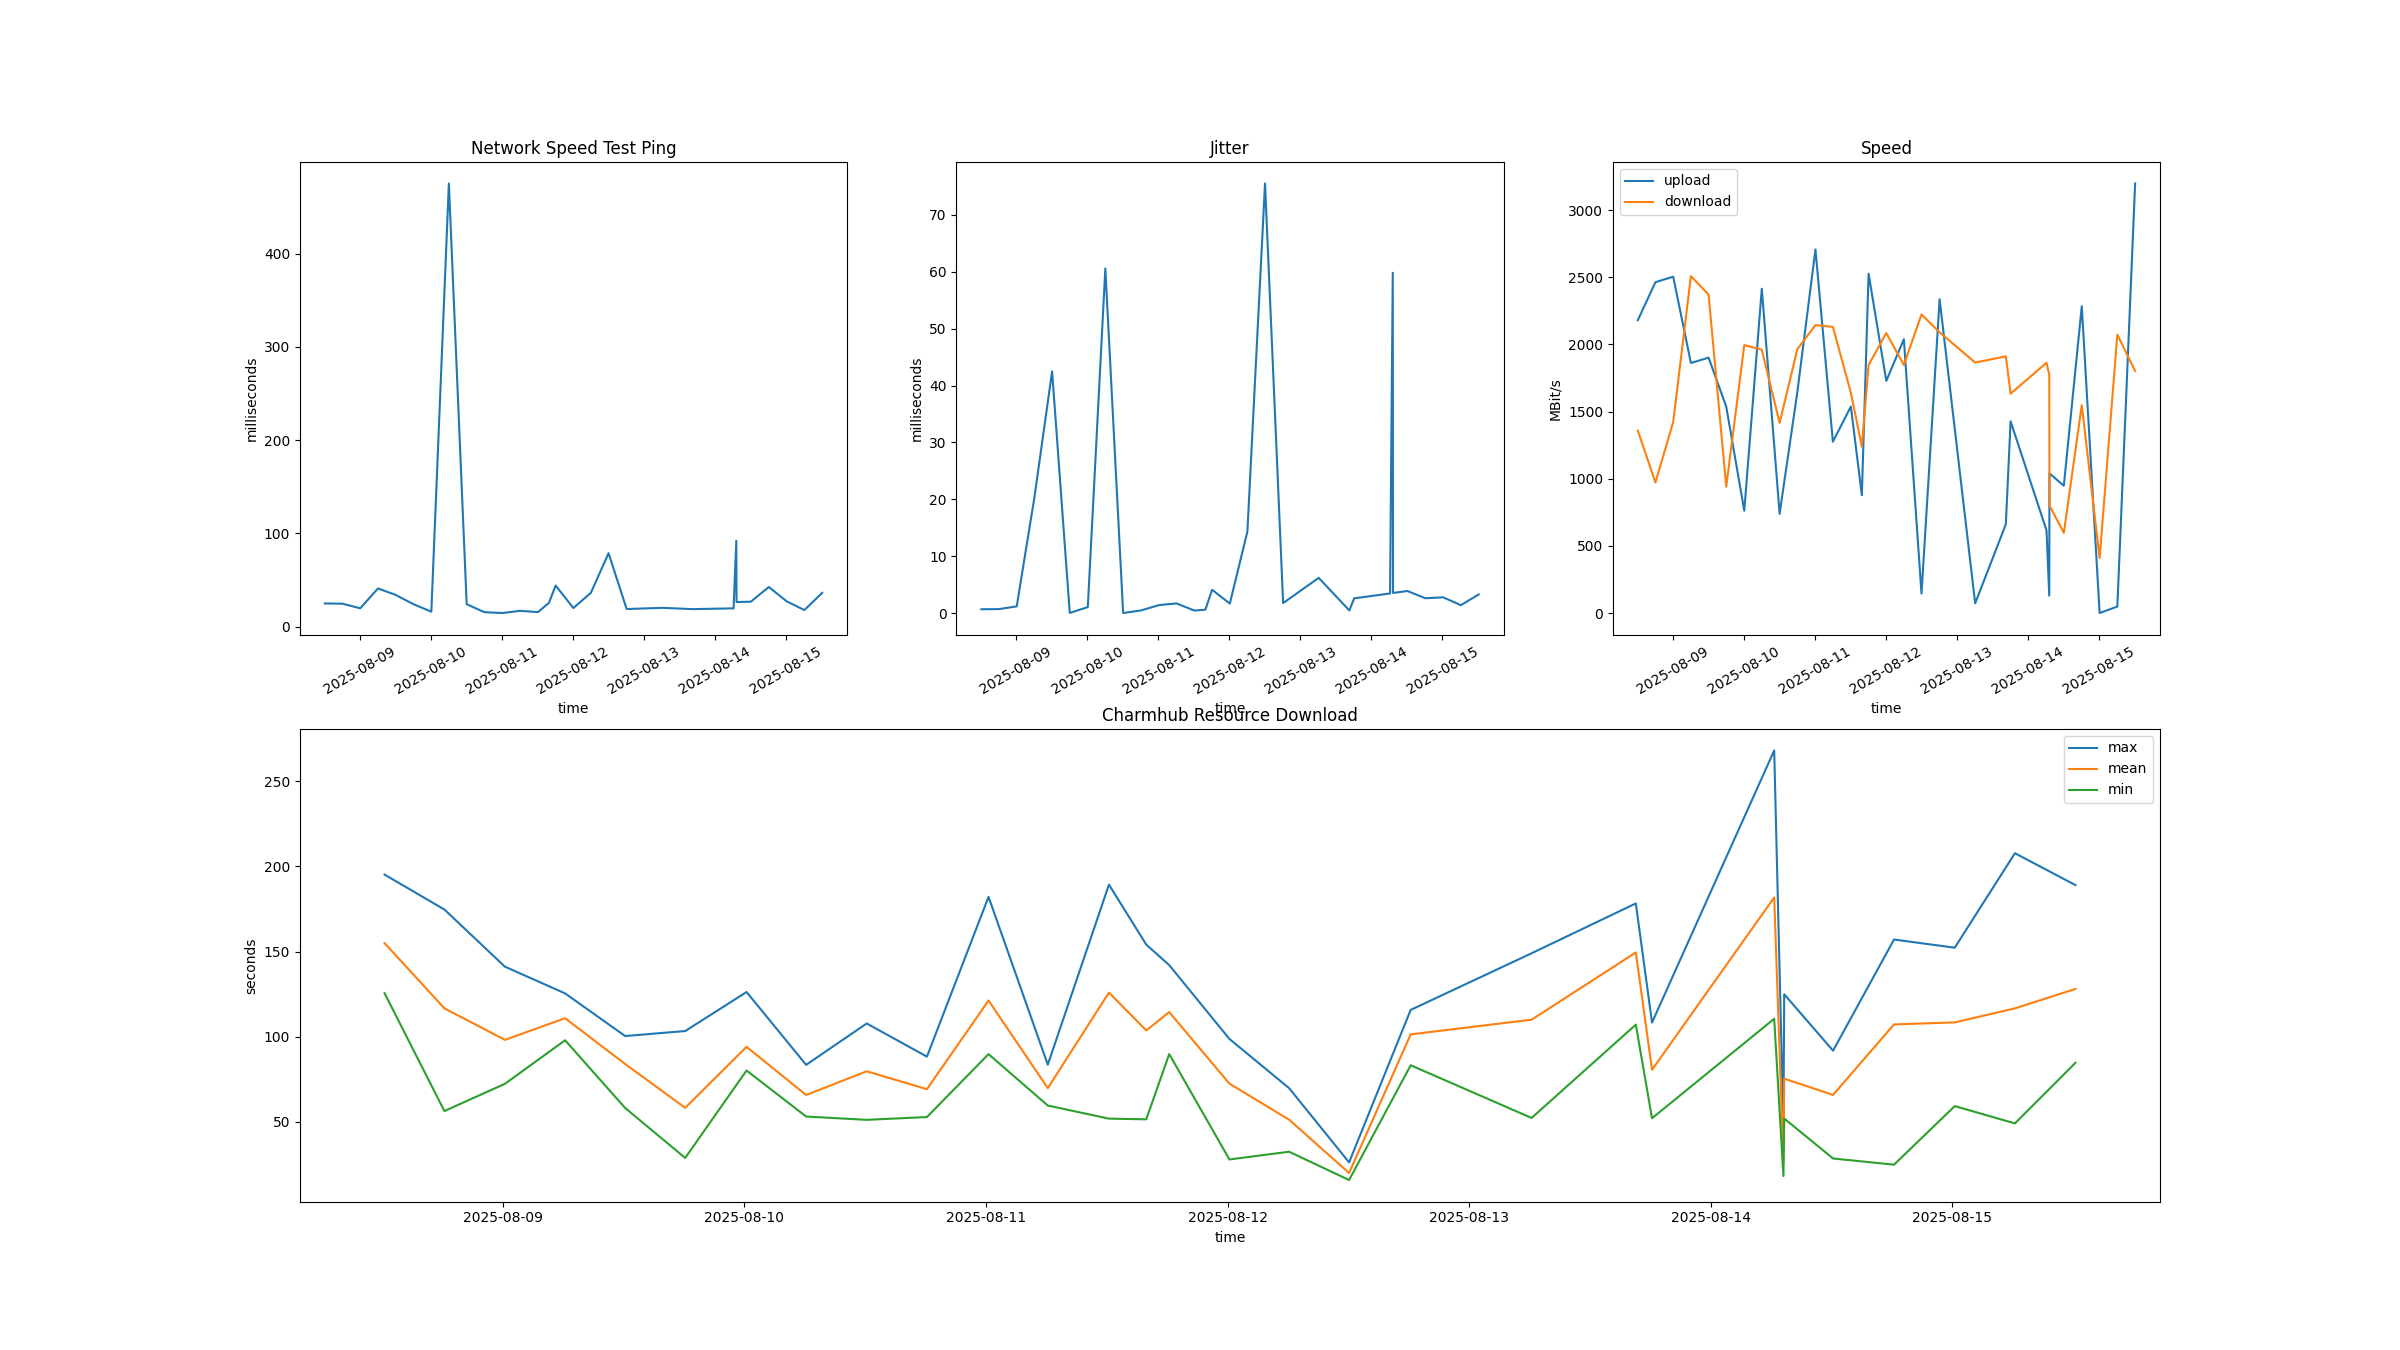 Network Speed Test Ping
milliseconds
400
300
200
100
0
2025-08-09 2025-08-10 2025-08-11 2025-08-12 2025-08-13 2025-08-14 2025-08-15
time
Jitter
milliseconds
70
60
50
40
30
20
10
0
2025-08-09 2025-08-10 2025-08-11 2025-08-12 2025-08-13 2025-08-14 2025-08-15
time
Speed
upload
download
MBit/s
3000
2500
2000
1500
1000
500
0
2025-08-09 2025-08-10 2025-08-11 2025-08-12 2025-08-13 2025-08-14 2025-08-15
time
Charmhub Resource Download
max
mean
min
seconds
250
200
150
100
50
2025-08-09 2025-08-10 2025-08-11 2025-08-12 2025-08-13 2025-08-14 2025-08-15
time